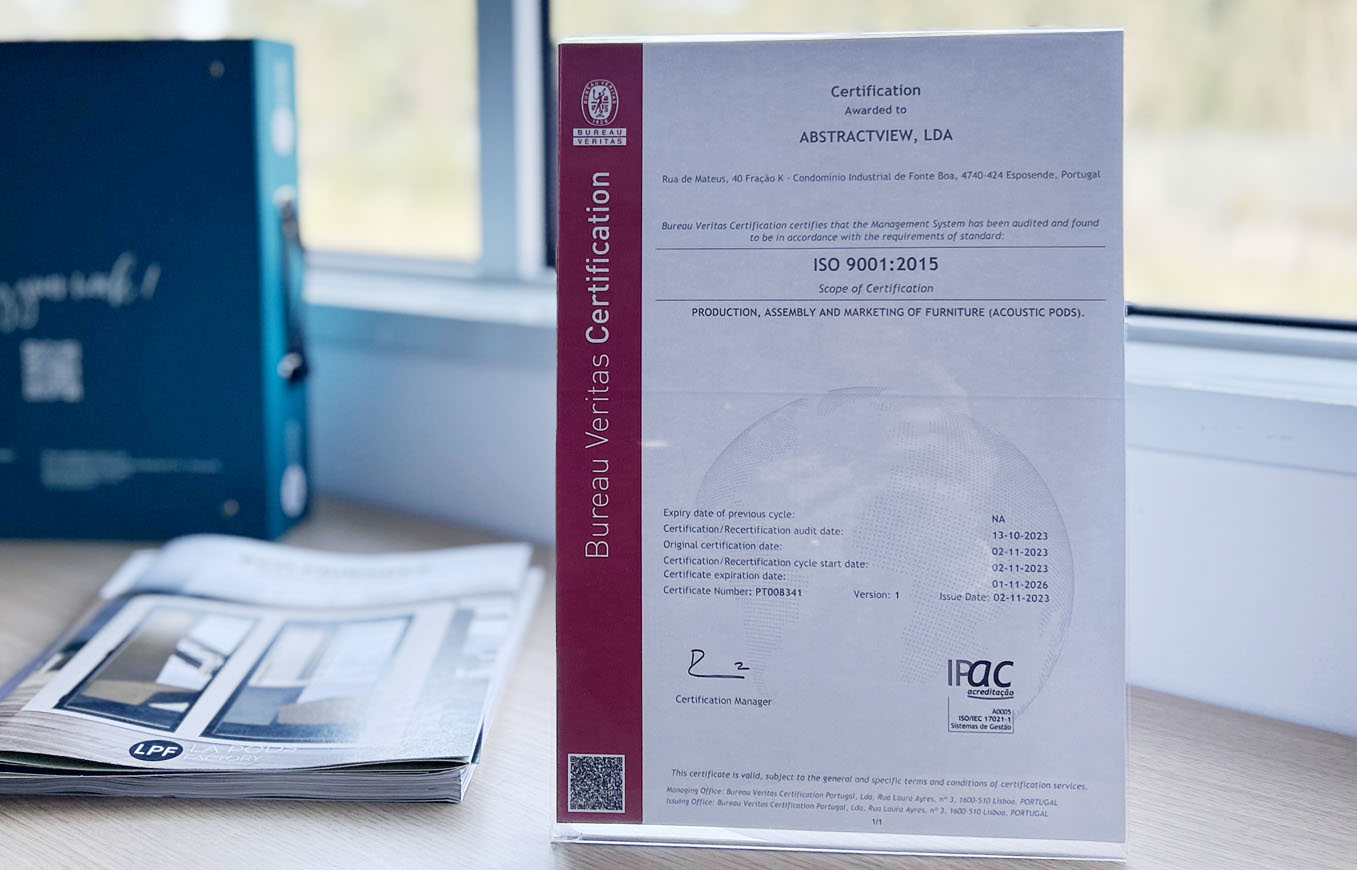 BUREAU VERITAS
1828
BUREAU
VERITAS
Bureau Veritas Certification
Certification
Awarded to
ABSTRACTVIEW, LDA
Rua de Mateus, 40 Fração K - Condomínio Industrial de Fonte Boa, 4740-424 Esposende, Portugal
Bureau Veritas Certification certifies that the Management System has been audited and found
to be in accordance with the requirements of standard:
ISO 9001:2015
Scope of Certification
PRODUCTION, ASSEMBLY AND MARKETING OF FURNITURE (ACOUSTIC PODS).
Expiry date of previous cycle: NA
Certification/Recertification audit date: 13-10-2023
Original certification date: 02-11-2023
Certification/Recertification cycle start date: 02-11-2023
Certificate expiration date: 01-11-2026
Certificate Number: PT008341 Version: 1 Issue Date: 02-11-2023
Certification Manager
IPac
acreditação
A0005
ISO/IEC 17021-1
Sistemas de Gestão
This certificate is valid, subject to the general and specific terms and conditions of certification services.
Managing Office: Bureau Veritas Certification Portugal, Lda. Rua Laura Ayres, nº 3, 1600-510 Lisboa, PORTUGAL
Issuing Office: Bureau Veritas Certification Portugal, Lda, Rua Laura Ayres, nº 3, 1600-510 Lisboa, PORTUGAL
1/1
LPF
LA PODS
FACTORY